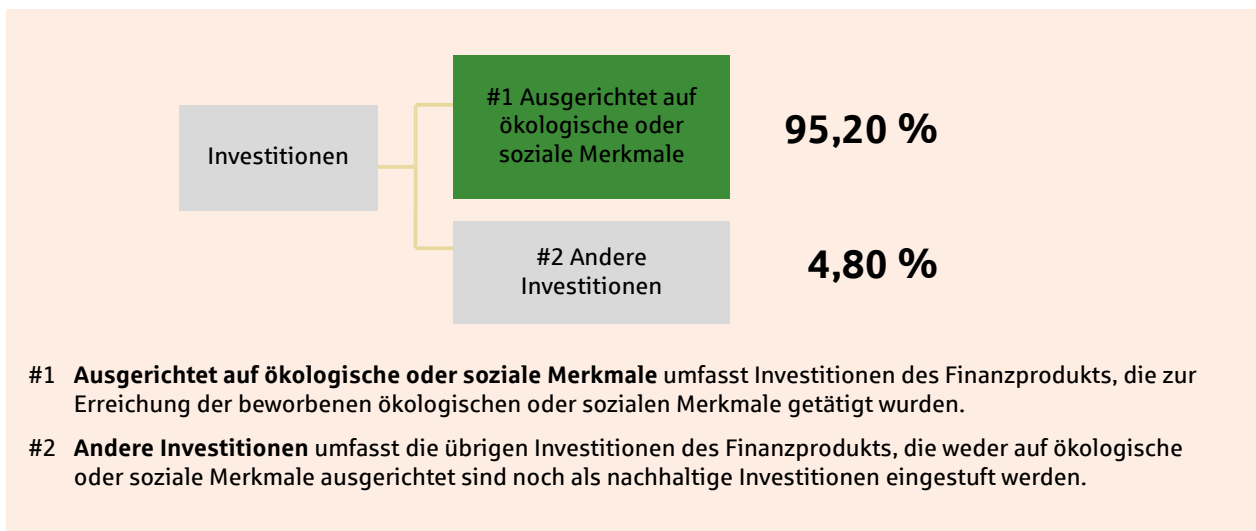 #1 Ausgerichtet auf
ökologische oder
soziale Merkmale
95,20 %
Investitionen
#2 Andere
Investitionen
4,80 %
#1 Ausgerichtet auf ökologische oder soziale Merkmale umfasst Investitionen des Finanzprodukts, die zur
Erreichung der beworbenen ökologischen oder sozialen Merkmale getätigt wurden.
#2 Andere Investitionen umfasst die übrigen Investitionen des Finanzprodukts, die weder auf ökologische
oder soziale Merkmale ausgerichtet sind noch als nachhaltige Investitionen eingestuft werden.